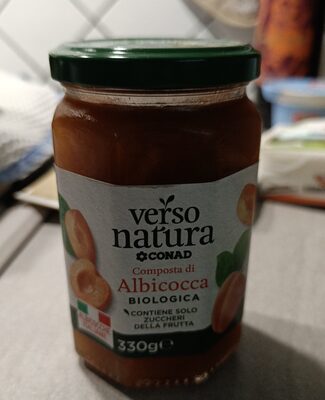 verso
natura
CONAD
Composta di
Albicocca
BIOLOGICA
CONTIENE SOLO
ZUCCHERI
DELLA FRUTTA
330g e